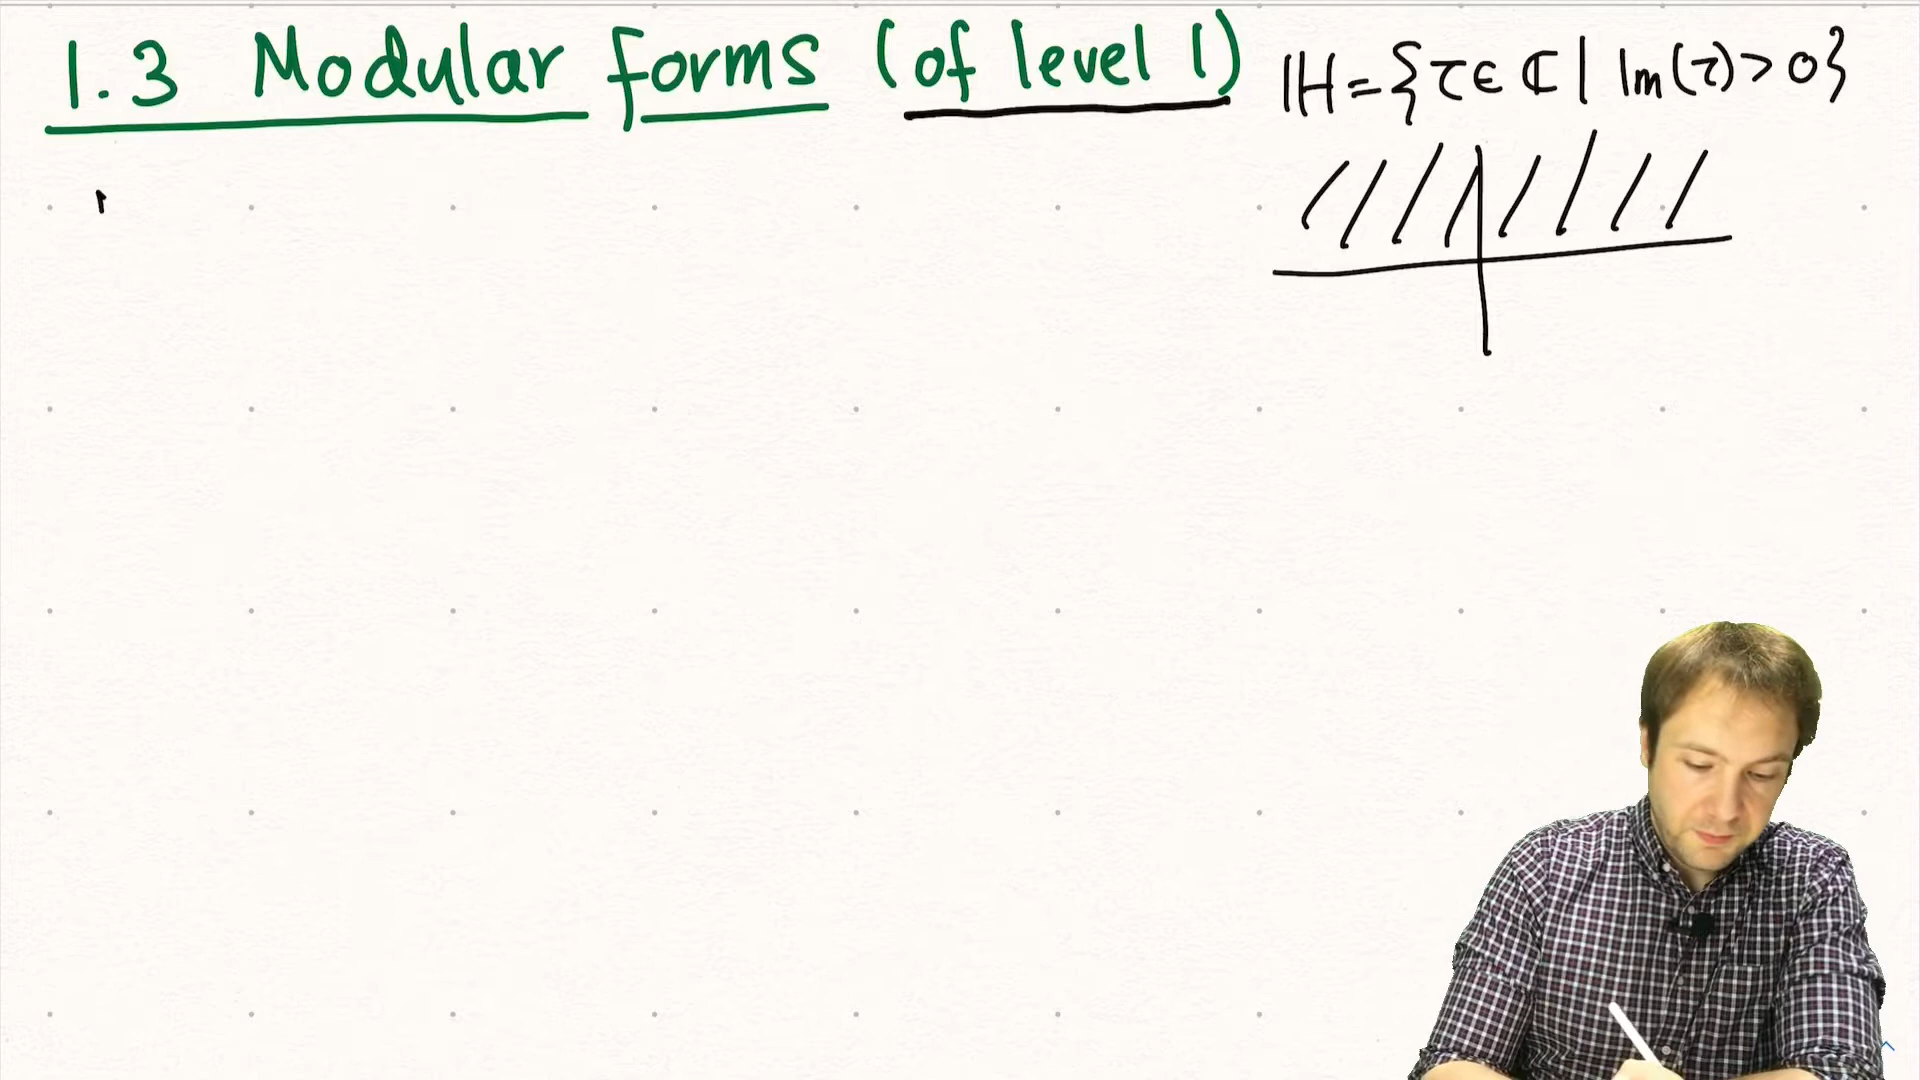 1.3 Modular forms (of level 1)
ℍ = {τ ∈ ℂ | Im(τ) > 0}